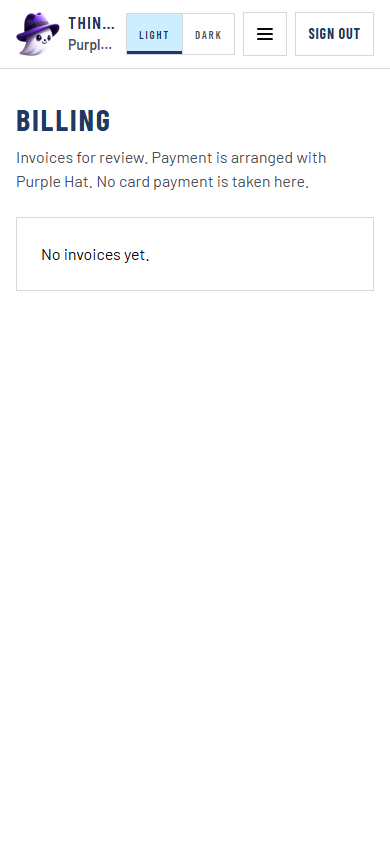 THIN...
Purpl...
LIGHT
DARK
SIGN OUT
BILLING
Invoices for review. Payment is arranged with
Purple Hat. No card payment is taken here.
No invoices yet.